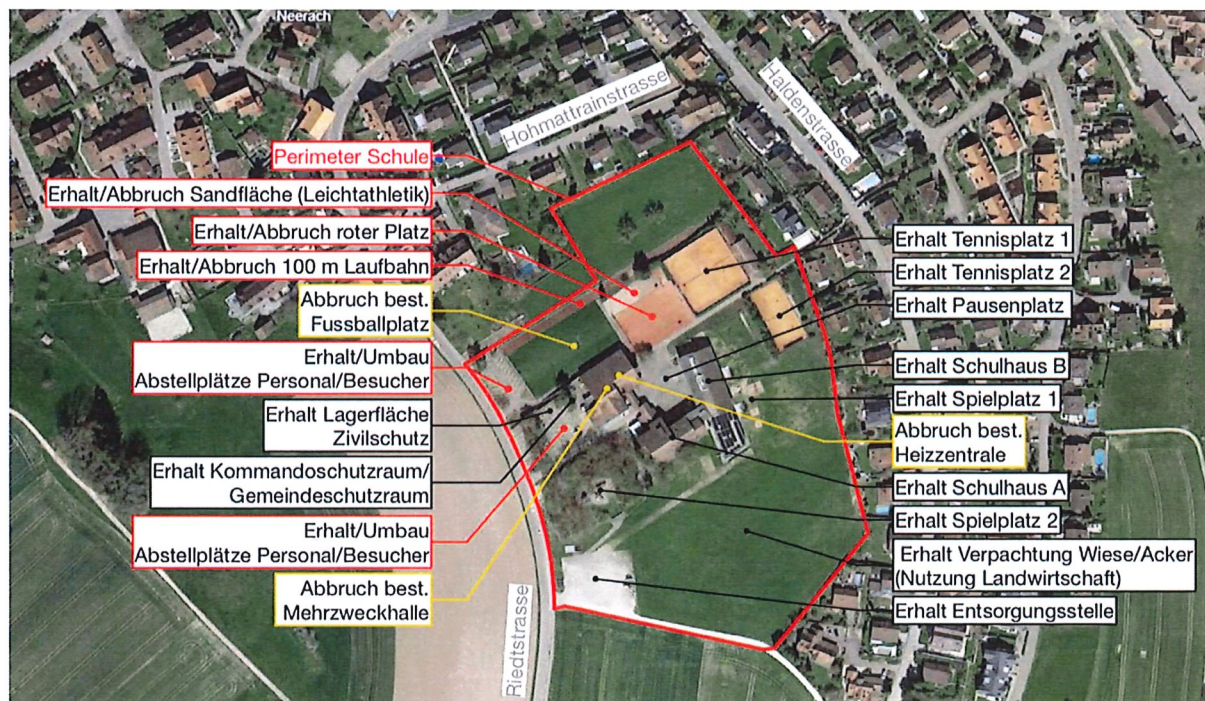 Neerach
Hohmattrainstrasse
Haldenstrasse
Perimeter Schule
Erhalt/Abbruch Sandfläche (Leichtathletik)
Erhalt/Abbruch roter Platz
Erhalt/Abbruch 100 m Laufbahn
Abbruch best.
Fussballplatz
Erhalt/Umbau
Abstellplätze Personal/Besucher
Erhalt Lagerfläche
Zivilschutz
Erhalt Kommandoschutzraum/
Gemeindeschutzraum
Erhalt/Umbau
Abstellplätze Personal/Besucher
Abbruch best.
Mehrzweckhalle
Riedtstrasse
Erhalt Tennisplatz 1
Erhalt Tennisplatz 2
Erhalt Pausenplatz
Erhalt Schulhaus B
Erhalt Spielplatz 1
Abbruch best.
Heizzentrale
Erhalt Schulhaus A
Erhalt Spielplatz 2
Erhalt Verpachtung Wiese/Acker
(Nutzung Landwirtschaft)
Erhalt Entsorgungsstelle